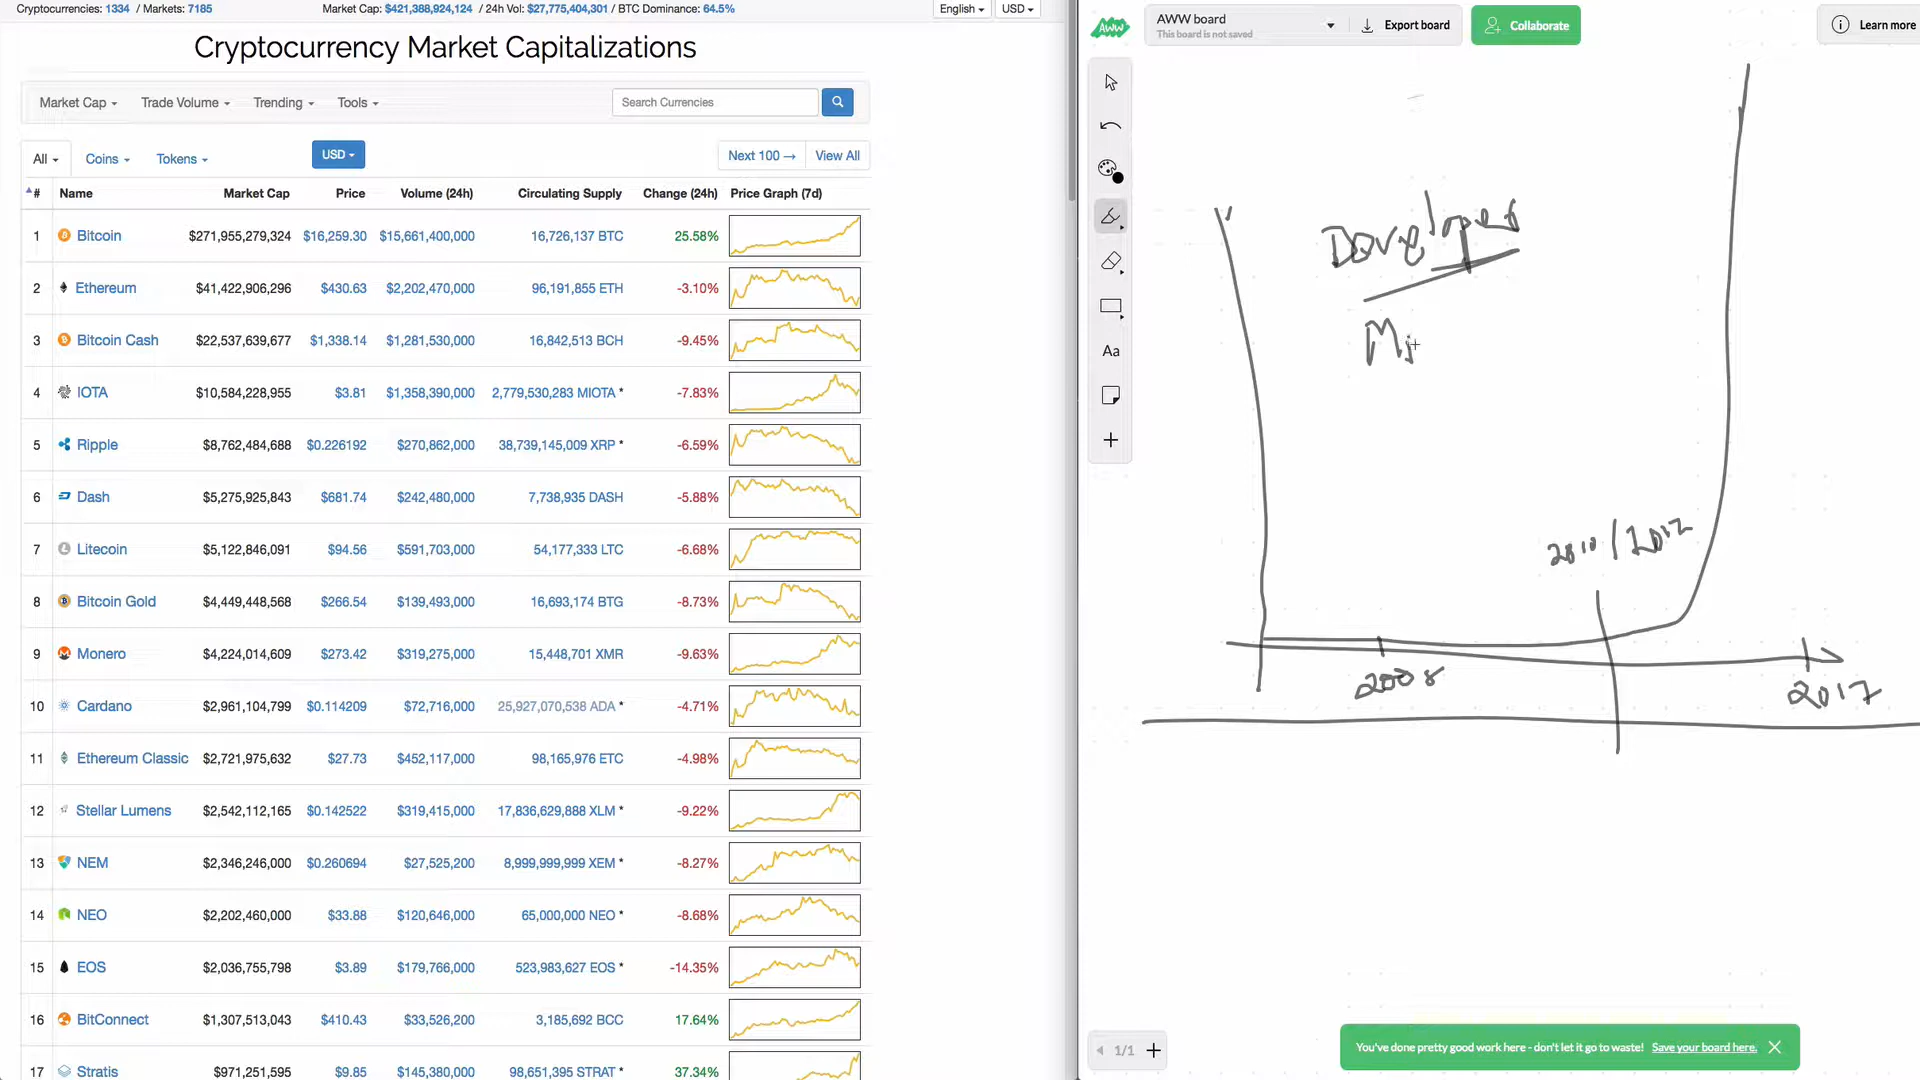 Cryptocurrencies: 1334 / Markets: 7185 Market Cap: $421,388,924,124 / 24h Vol: $27,775,404,301 / BTC Dominance: 64.5% English USD
Cryptocurrency Market Capitalizations
Market Cap Trade Volume Trending Tools Search Currencies
All Coins Tokens USD Next 100 → View All
# Name Market Cap Price Volume (24h) Circulating Supply Change (24h) Price Graph (7d)
1 Bitcoin $271,955,279,324 $16,259.30 $15,661,400,000 16,726,137 BTC 25.58%
2 Ethereum $41,422,906,296 $430.63 $2,202,470,000 96,191,855 ETH -3.10%
3 Bitcoin Cash $22,537,639,677 $1,338.14 $1,281,530,000 16,842,513 BCH -9.45%
4 IOTA $10,584,228,955 $3.81 $1,358,390,000 2,779,530,283 MIOTA * -7.83%
5 Ripple $8,762,484,688 $0.226192 $270,862,000 38,739,145,009 XRP * -6.59%
6 Dash $5,275,925,843 $681.74 $242,480,000 7,738,935 DASH -5.88%
7 Litecoin $5,122,846,091 $94.56 $591,703,000 54,177,333 LTC -6.68%
8 Bitcoin Gold $4,449,448,568 $266.54 $139,493,000 16,693,174 BTG -8.73%
9 Monero $4,224,014,609 $273.42 $319,275,000 15,448,701 XMR -9.63%
10 Cardano $2,961,104,799 $0.114209 $72,716,000 25,927,070,538 ADA * -4.71%
11 Ethereum Classic $2,721,975,632 $27.73 $452,117,000 98,165,976 ETC -4.98%
12 Stellar Lumens $2,542,112,165 $0.142522 $319,415,000 17,836,629,888 XLM * -9.22%
13 NEM $2,346,246,000 $0.260694 $27,525,200 8,999,999,999 XEM * -8.27%
14 NEO $2,202,460,000 $33.88 $120,646,000 65,000,000 NEO * -8.68%
15 EOS $2,036,755,798 $3.89 $179,766,000 523,983,627 EOS * -14.35%
16 BitConnect $1,307,513,043 $410.43 $33,526,200 3,185,692 BCC 17.64%
17 Stratis $971,251,595 $9.85 $145,380,000 98,651,395 STRAT * 37.34%
AWW AWW board Export board Collaborate Learn more
This board is not saved
Aa
Mi
2010/2012
2008
2017
1/1
You've done pretty good work here - don't let it go to waste! Save your board here.